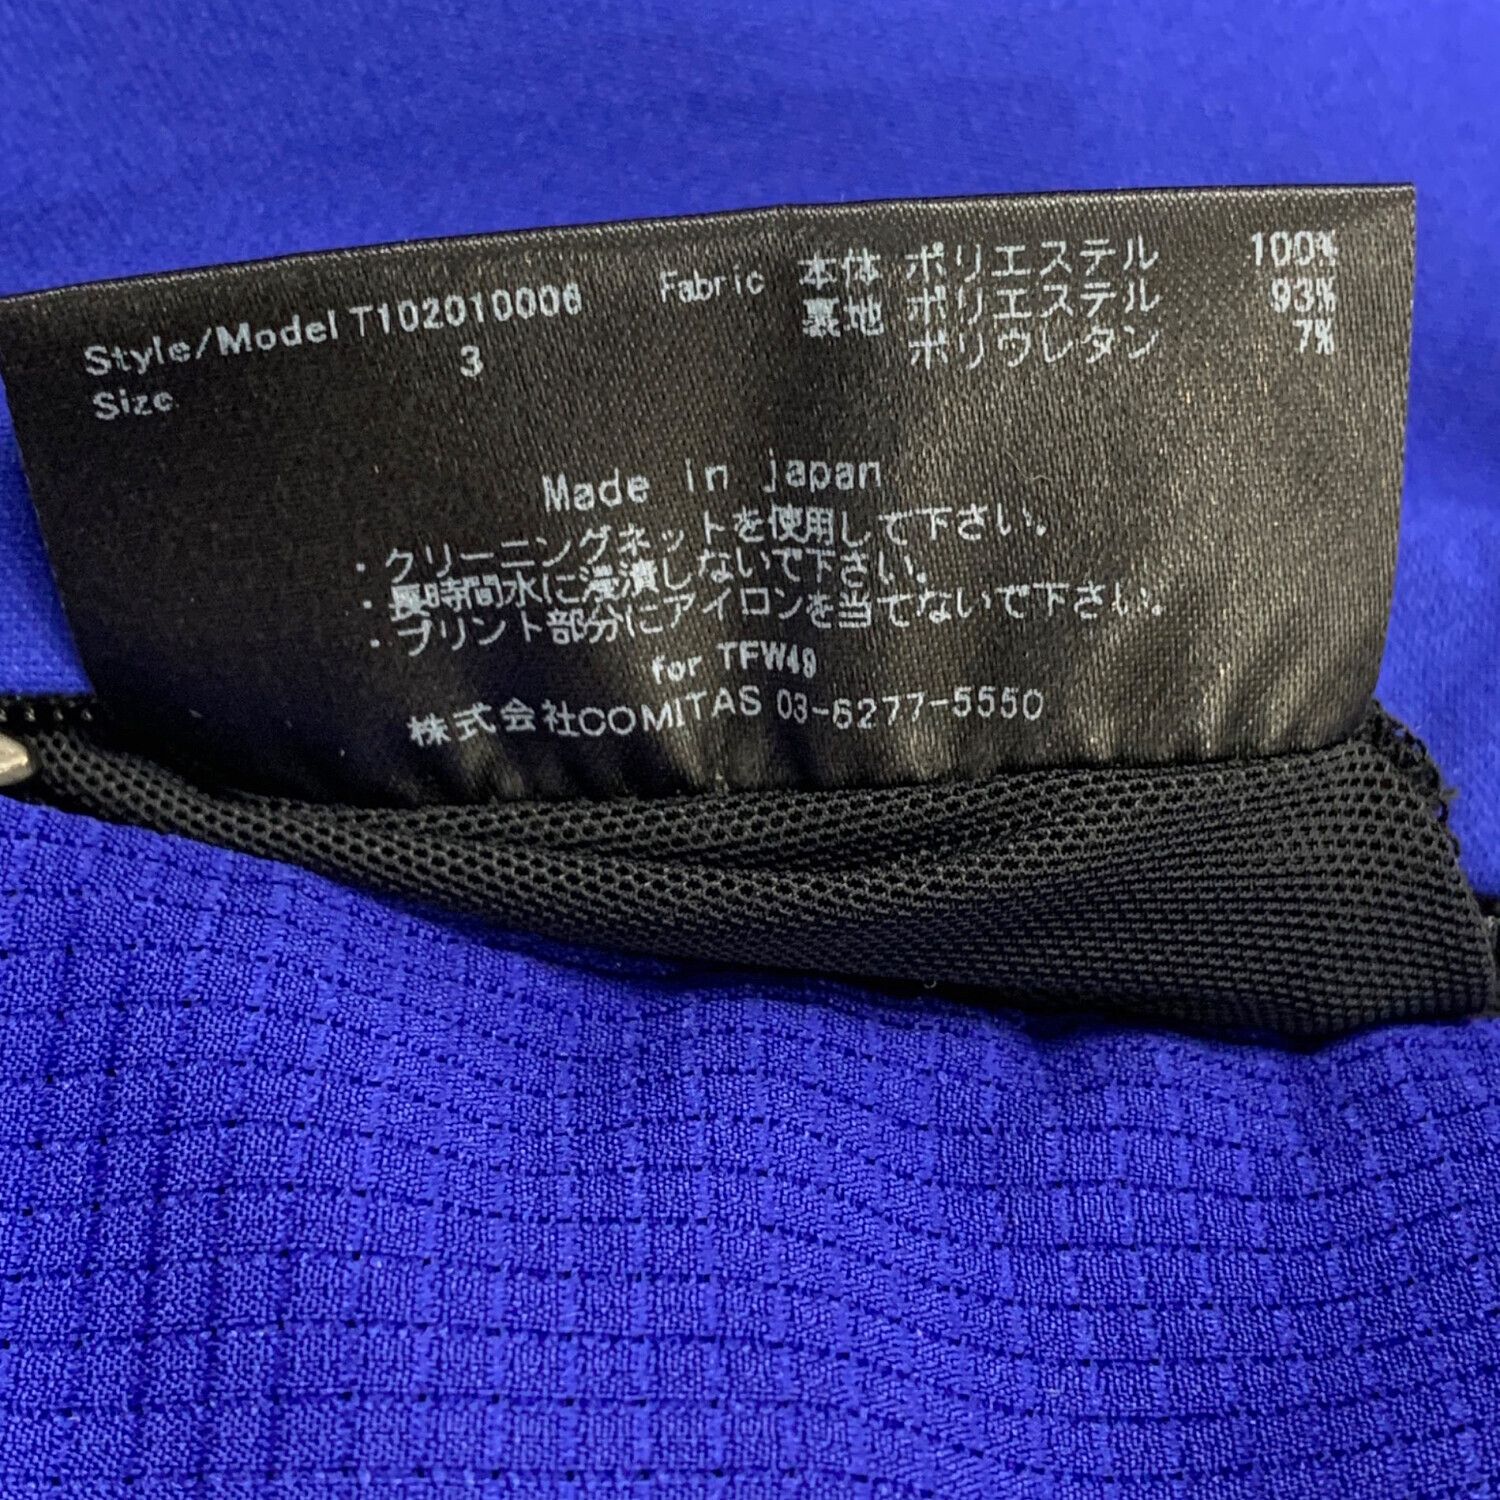 Style/Model T102010006
Size 3
Fabric 本体 ポリエステル 100%
裏地 ポリエステル 93%
ポリウレタン 7%
Made in japan
・クリーニングネットを使用して下さい。
・長時間水に浸漬しないで下さい。
・プリント部分にアイロンを当てないで下さい。
for TFW49
株式会社COMITAS 03-6277-5550